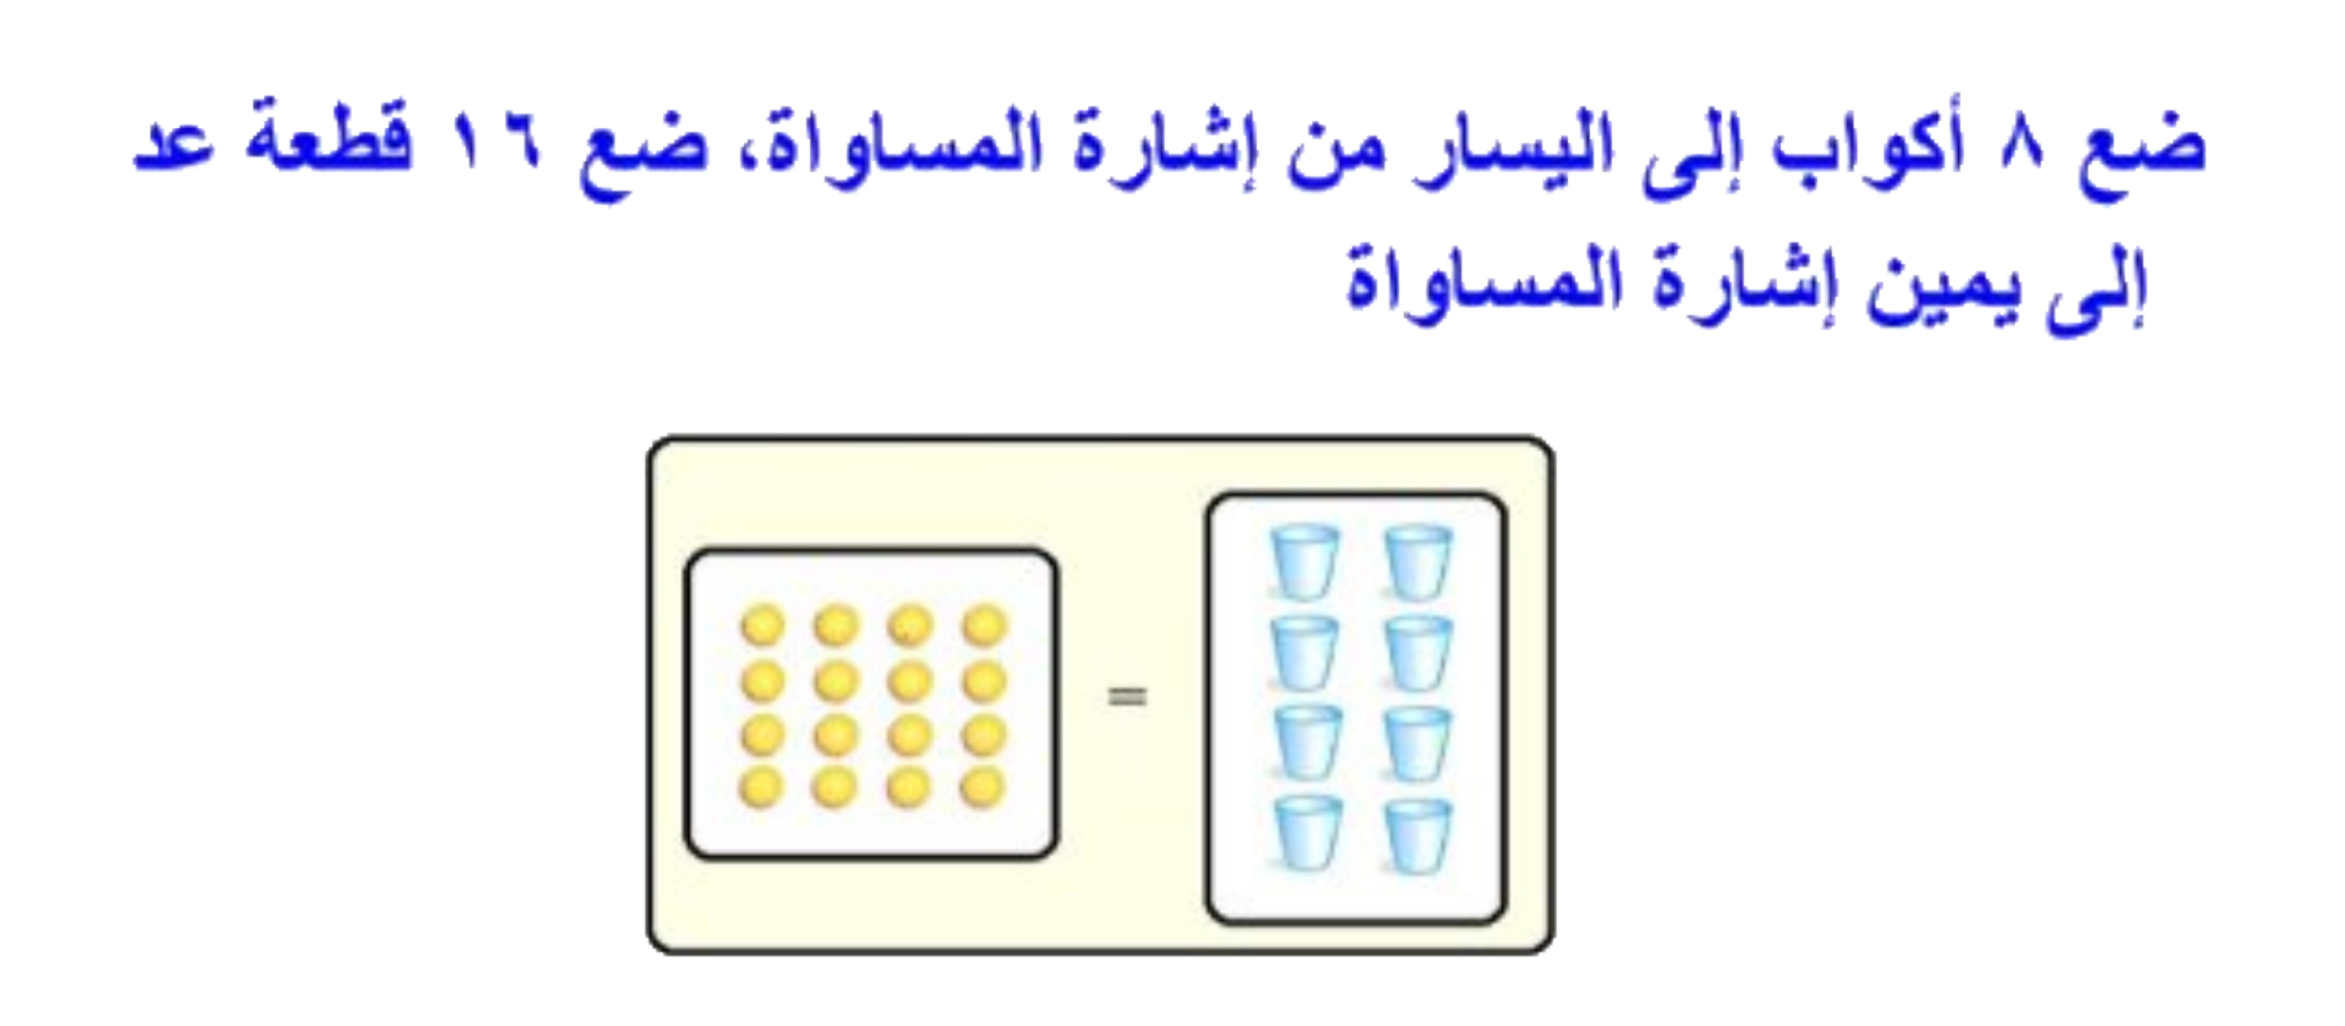 ضع ٨ أكواب إلى اليسار من إشارة المساواة، ضع ١٦ قطعة عد
إلى يمين إشارة المساواة
=